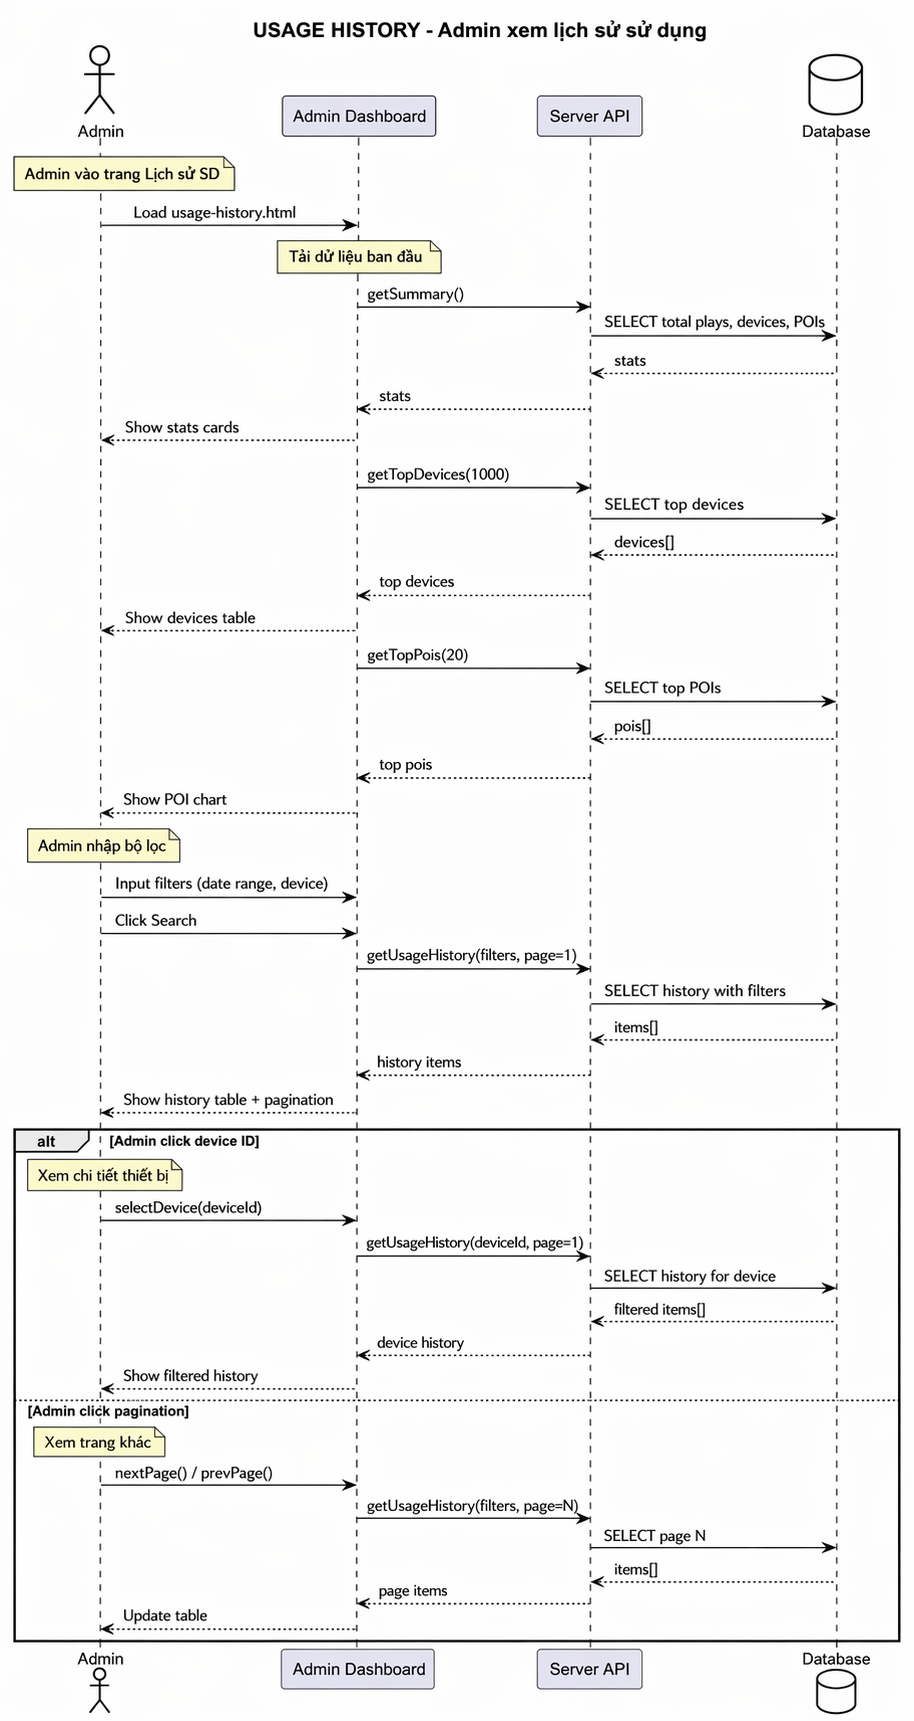 USAGE HISTORY - Admin xem lịch sử sử dụng
Admin
Admin Dashboard
Server API
Database
Admin vào trang Lịch sử SD
Load usage-history.html
Tải dử liệu ban đầu
getSummary()
SELECT total plays, devices, POIs
stats
stats
Show stats cards
getTopDevices(1000)
SELECT top devices
devices[]
top devices
Show devices table
getTopPois(20)
SELECT top POIs
pois[]
top pois
Show POI chart
Admin nhập bộ lọc
Input filters (date range, device)
Click Search
getUsageHistory(filters, page=1)
SELECT history with filters
items[]
history items
Show history table + pagination
alt
[Admin click device ID]
Xem chi tiết thiết bị
selectDevice(deviceId)
getUsageHistory(deviceId, page=1)
SELECT history for device
filtered items[]
device history
Show filtered history
[Admin click pagination]
Xem trang khác
nextPage() / prevPage()
getUsageHistory(filters, page=N)
SELECT page N
items[]
page items
Update table
Admin
Admin Dashboard
Server API
Database